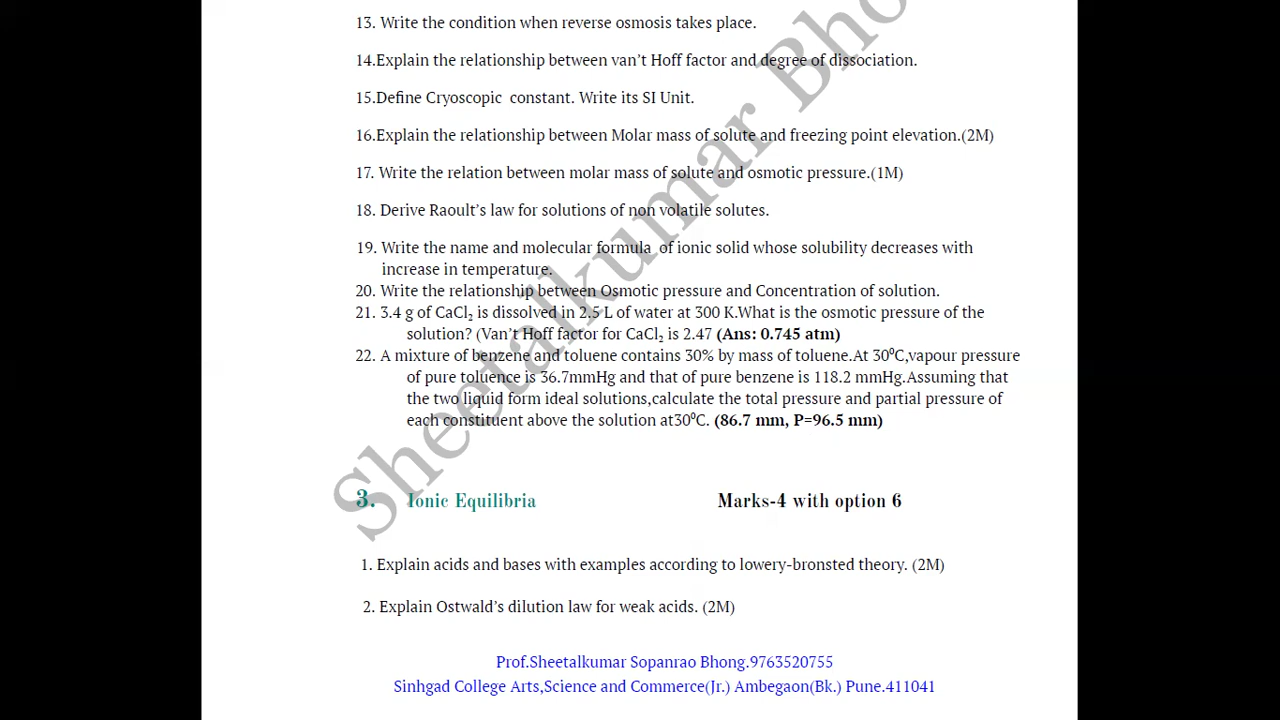 13. Write the condition when reverse osmosis takes place.
14.Explain the relationship between van't Hoff factor and degree of dissociation.
15.Define Cryoscopic constant. Write its SI Unit.
16.Explain the relationship between Molar mass of solute and freezing point elevation.(2M)
17. Write the relation between molar mass of solute and osmotic pressure.(1M)
18. Derive Raoult's law for solutions of non volatile solutes.
19. Write the name and molecular formula of ionic solid whose solubility decreases with
increase in temperature.
20. Write the relationship between Osmotic pressure and Concentration of solution.
21. 3.4 g of CaCl₂ is dissolved in 2.5 L of water at 300 K.What is the osmotic pressure of the
solution? (Van't Hoff factor for CaCl₂ is 2.47 (Ans: 0.745 atm)
22. A mixture of benzene and toluene contains 30% by mass of toluene.At 30⁰C,vapour pressure
of pure toluence is 36.7mmHg and that of pure benzene is 118.2 mmHg.Assuming that
the two liquid form ideal solutions,calculate the total pressure and partial pressure of
each constituent above the solution at30⁰C. (86.7 mm, P=96.5 mm)
3. Ionic Equilibria Marks-4 with option 6
1. Explain acids and bases with examples according to lowery-bronsted theory. (2M)
2. Explain Ostwald's dilution law for weak acids. (2M)
Prof.Sheetalkumar Sopanrao Bhong.9763520755
Sinhgad College Arts,Science and Commerce(Jr.) Ambegaon(Bk.) Pune.411041
Sheetalkumar Bho